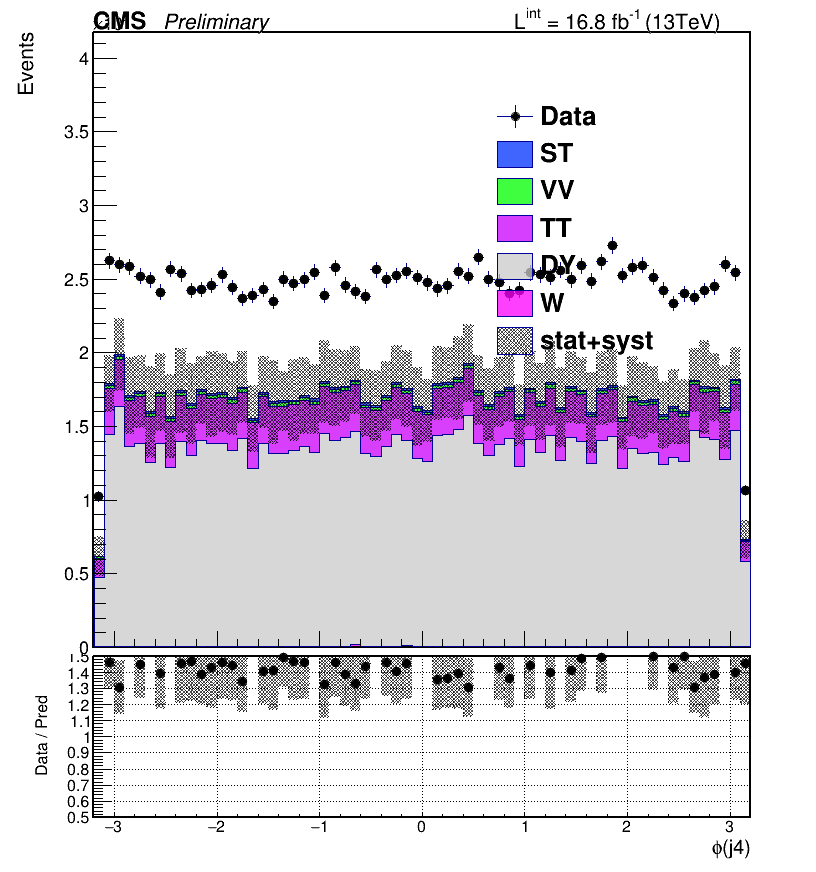 CMS Preliminary
L^int = 16.8 fb^-1 (13TeV)
Events
4
3.5
3
2.5
2
1.5
1
0.5
0
Data
ST
VV
TT
DY
W
stat+syst
Data / Pred
1.5
1.4
1.3
1.2
1.1
1
0.9
0.8
0.7
0.6
0.5
−3 −2 −1 0 1 2 3
ϕ(j4)